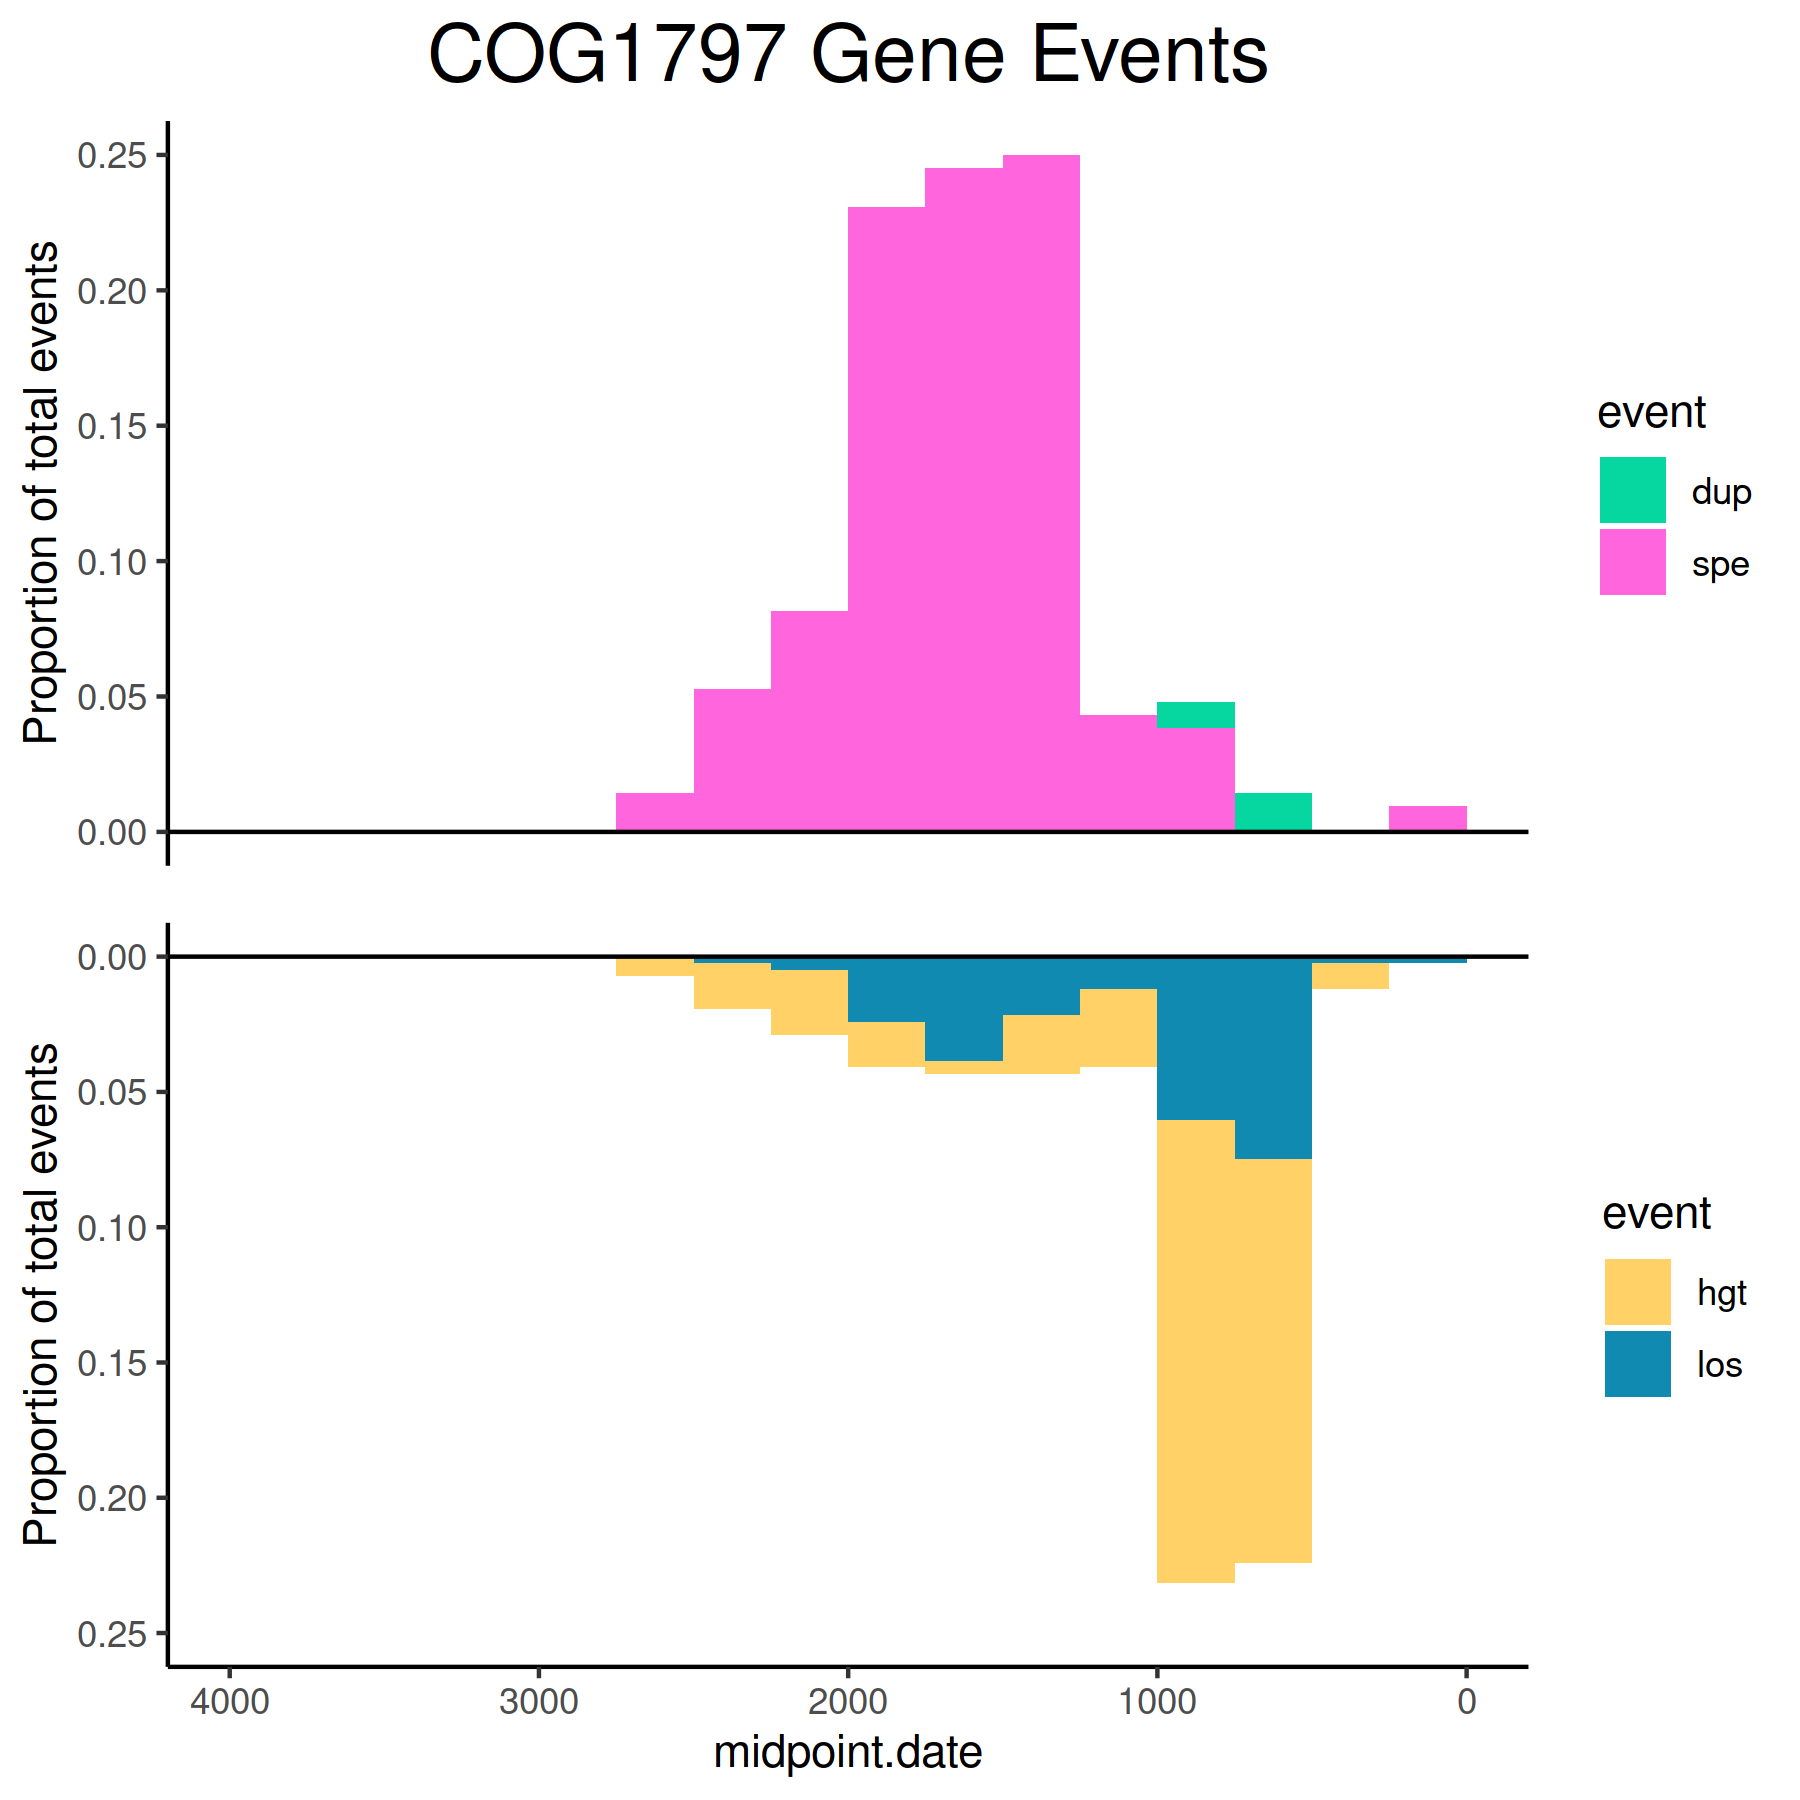 COG1797 Gene Events
Proportion of total events
0.25
0.20
0.15
0.10
0.05
0.00
event
dup
spe
Proportion of total events
0.00
0.05
0.10
0.15
0.20
0.25
event
hgt
los
4000 3000 2000 1000 0
midpoint.date